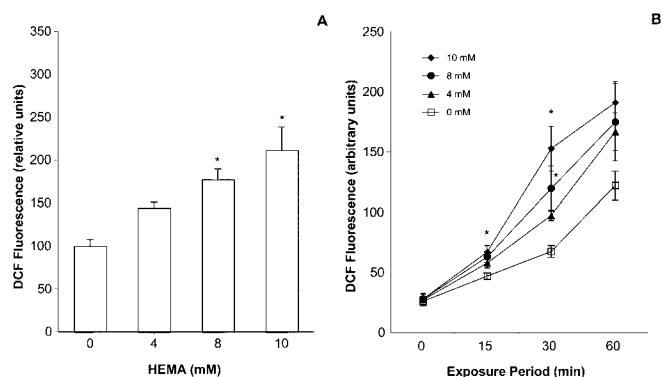 A
DCF Fluorescence (relative units)
350
300
250
200
150
100
50
0
*
*
0 4 8 10
HEMA (mM)
B
DCF Fluorescence (arbitrary units)
250
200
150
100
50
0
10 mM
8 mM
4 mM
0 mM
*
*
*
0 15 30 60
Exposure Period (min)